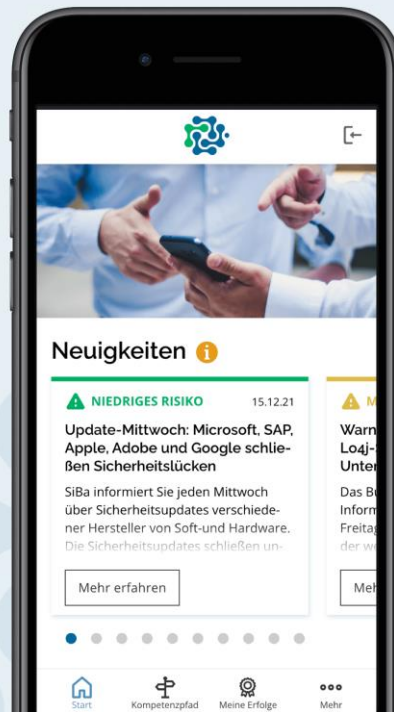 Neuigkeiten
NIEDRIGES RISIKO 15.12.21
Update-Mittwoch: Microsoft, SAP,
Apple, Adobe und Google schlie-
ßen Sicherheitslücken
SiBa informiert Sie jeden Mittwoch
über Sicherheitsupdates verschiede-
ner Hersteller von Soft-und Hardware.
Die Sicherheitsupdates schließen un-
Mehr erfahren
M
Warn
Lo4j-S
Unter
Das Bu
Inform
Freitag
der we
Meh
Start Kompetenzpfad Meine Erfolge Mehr